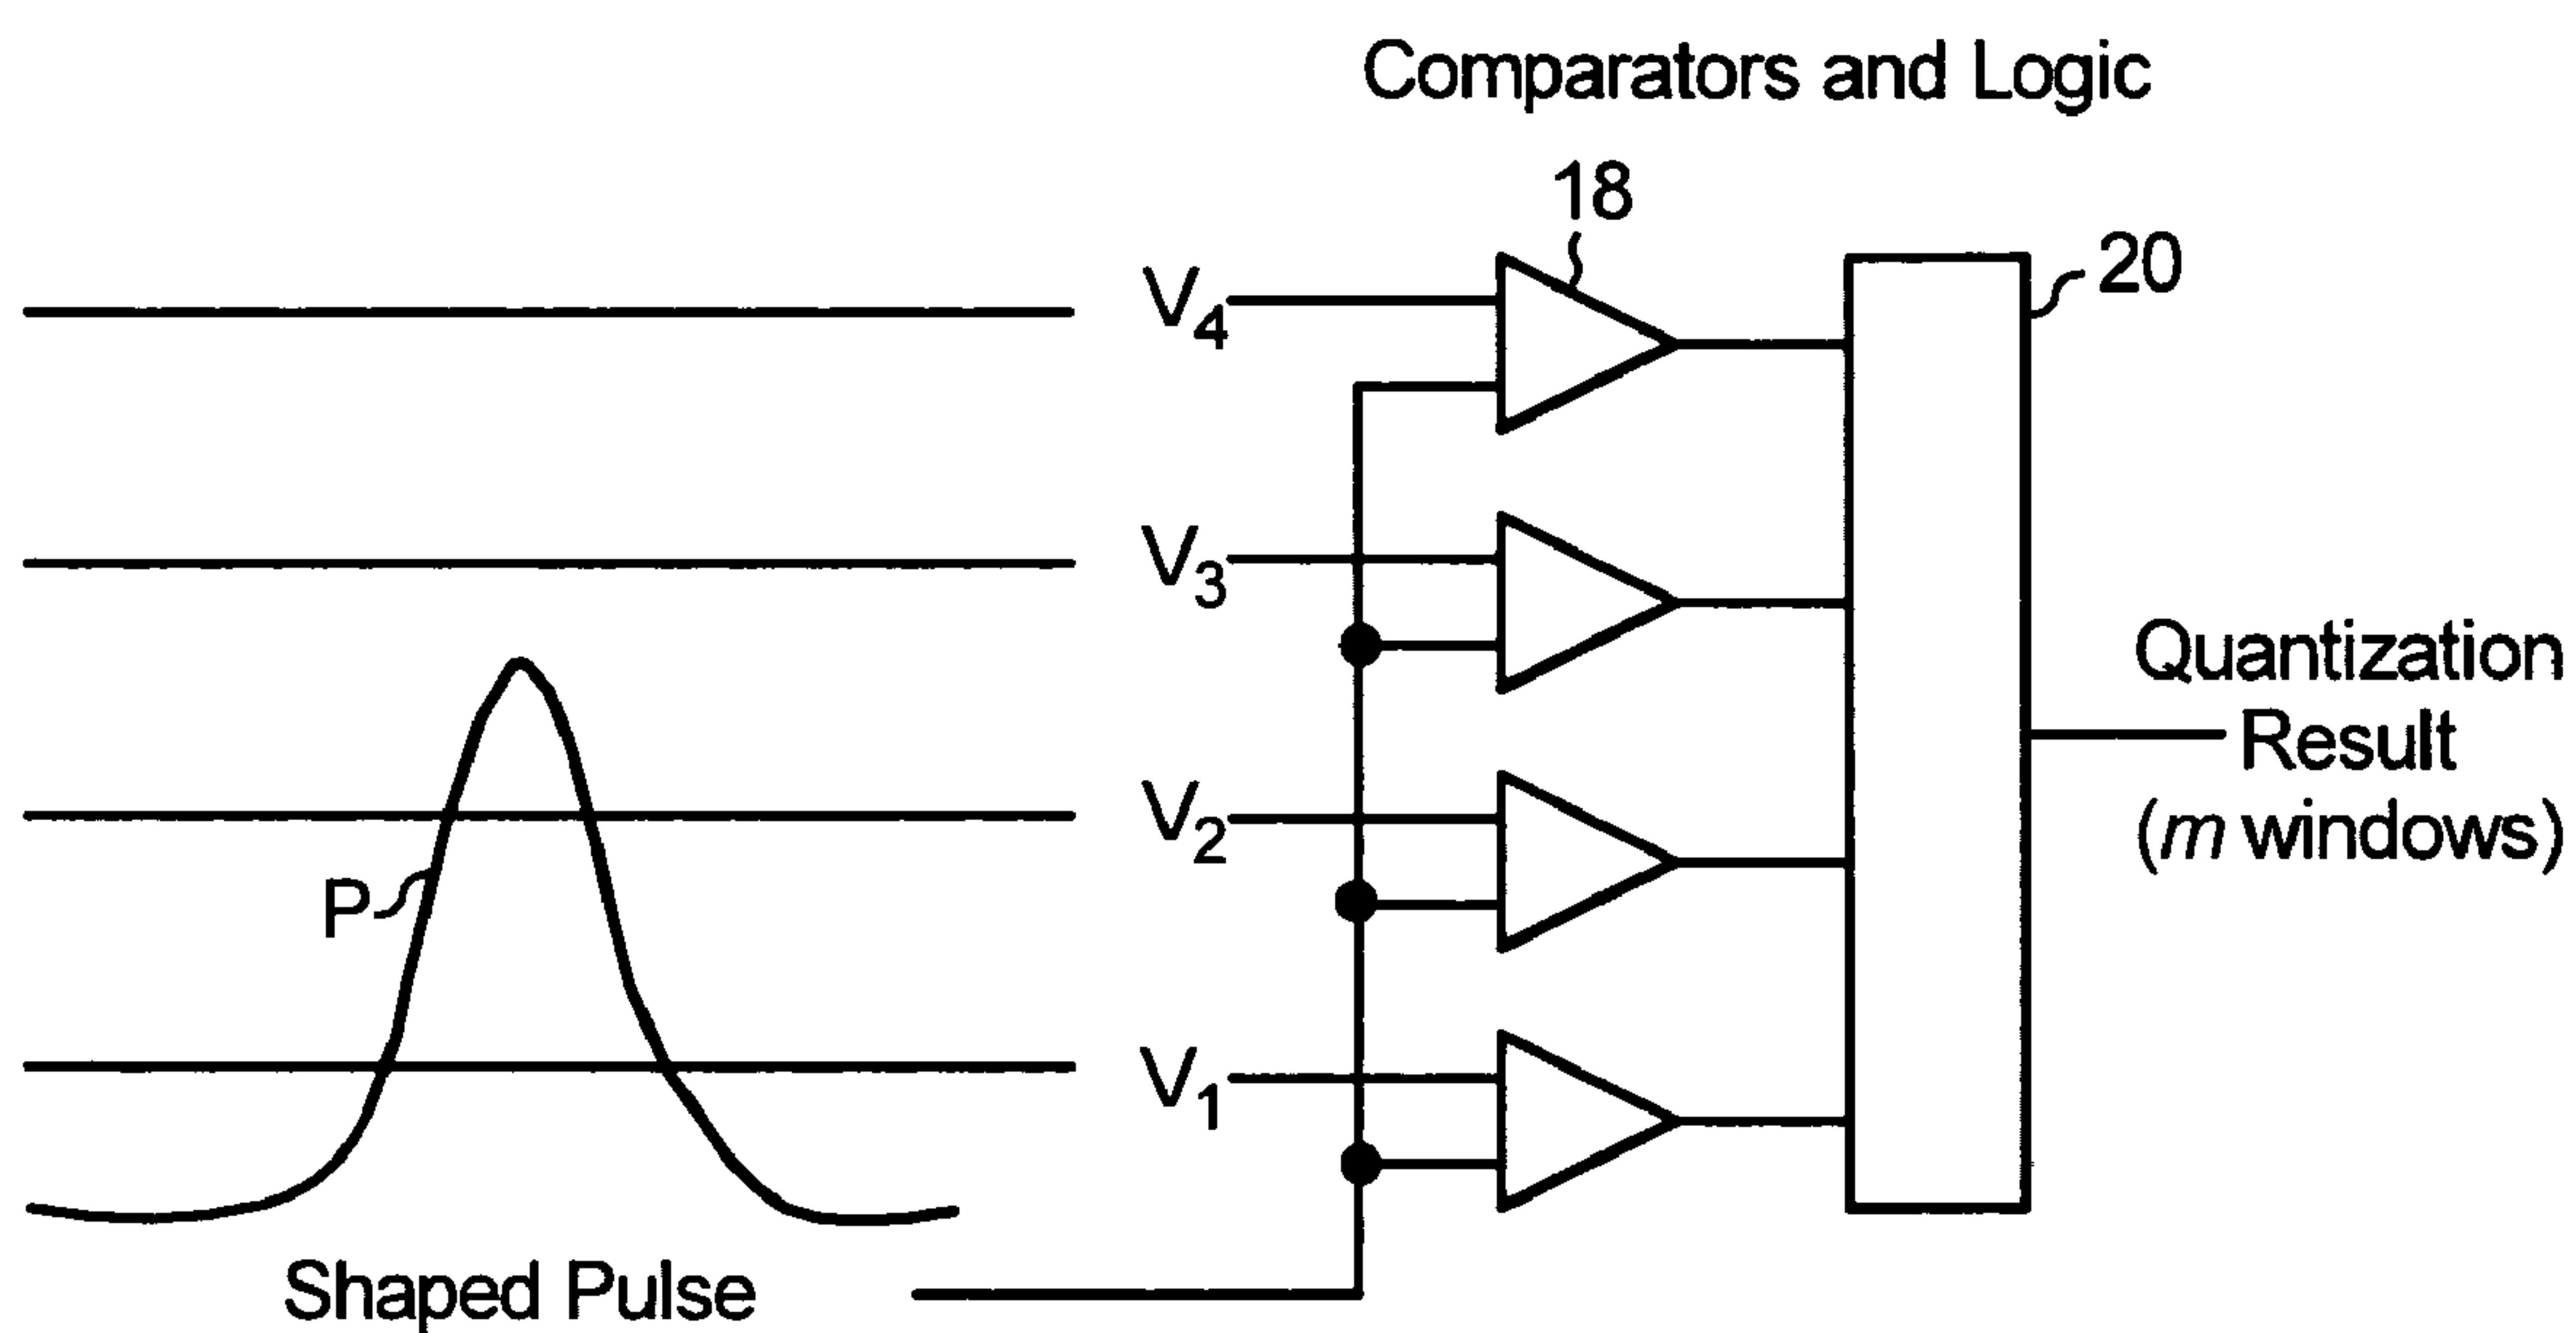 Comparators and Logic
18
20
V4
V3
V2
V1
P
Quantization
Result
(m windows)
Shaped Pulse